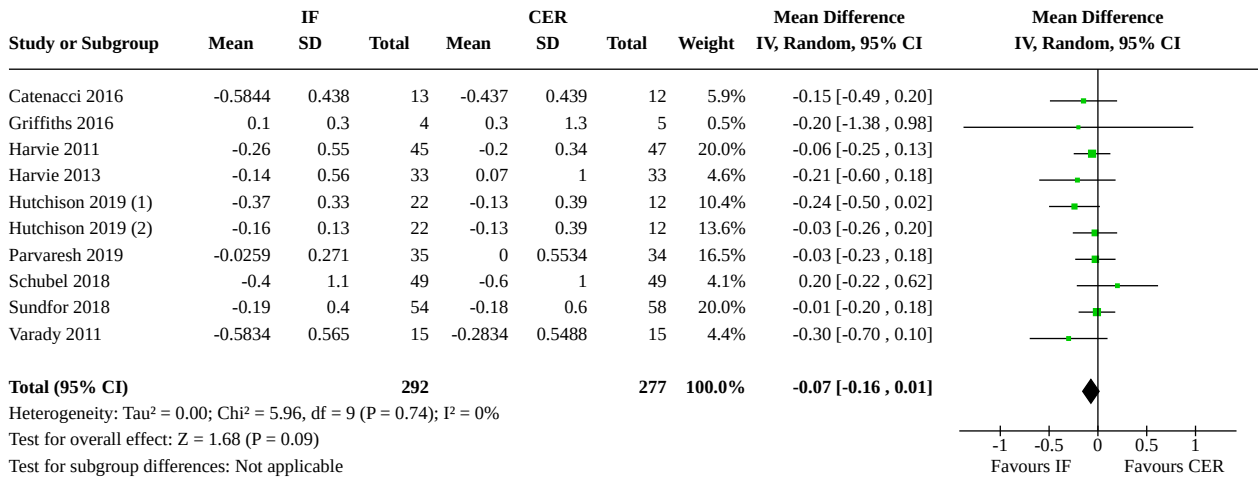 IF CER Mean Difference Mean Difference
Study or Subgroup Mean SD Total Mean SD Total Weight IV, Random, 95% CI IV, Random, 95% CI
Catenacci 2016 -0.5844 0.438 13 -0.437 0.439 12 5.9% -0.15 [-0.49 , 0.20]
Griffiths 2016 0.1 0.3 4 0.3 1.3 5 0.5% -0.20 [-1.38 , 0.98]
Harvie 2011 -0.26 0.55 45 -0.2 0.34 47 20.0% -0.06 [-0.25 , 0.13]
Harvie 2013 -0.14 0.56 33 0.07 1 33 4.6% -0.21 [-0.60 , 0.18]
Hutchison 2019 (1) -0.37 0.33 22 -0.13 0.39 12 10.4% -0.24 [-0.50 , 0.02]
Hutchison 2019 (2) -0.16 0.13 22 -0.13 0.39 12 13.6% -0.03 [-0.26 , 0.20]
Parvaresh 2019 -0.0259 0.271 35 0 0.5534 34 16.5% -0.03 [-0.23 , 0.18]
Schubel 2018 -0.4 1.1 49 -0.6 1 49 4.1% 0.20 [-0.22 , 0.62]
Sundfor 2018 -0.19 0.4 54 -0.18 0.6 58 20.0% -0.01 [-0.20 , 0.18]
Varady 2011 -0.5834 0.565 15 -0.2834 0.5488 15 4.4% -0.30 [-0.70 , 0.10]
Total (95% CI) 292 277 100.0% -0.07 [-0.16 , 0.01]
Heterogeneity: Tau² = 0.00; Chi² = 5.96, df = 9 (P = 0.74); I² = 0%
Test for overall effect: Z = 1.68 (P = 0.09)
Test for subgroup differences: Not applicable
-1 -0.5 0 0.5 1
Favours IF Favours CER